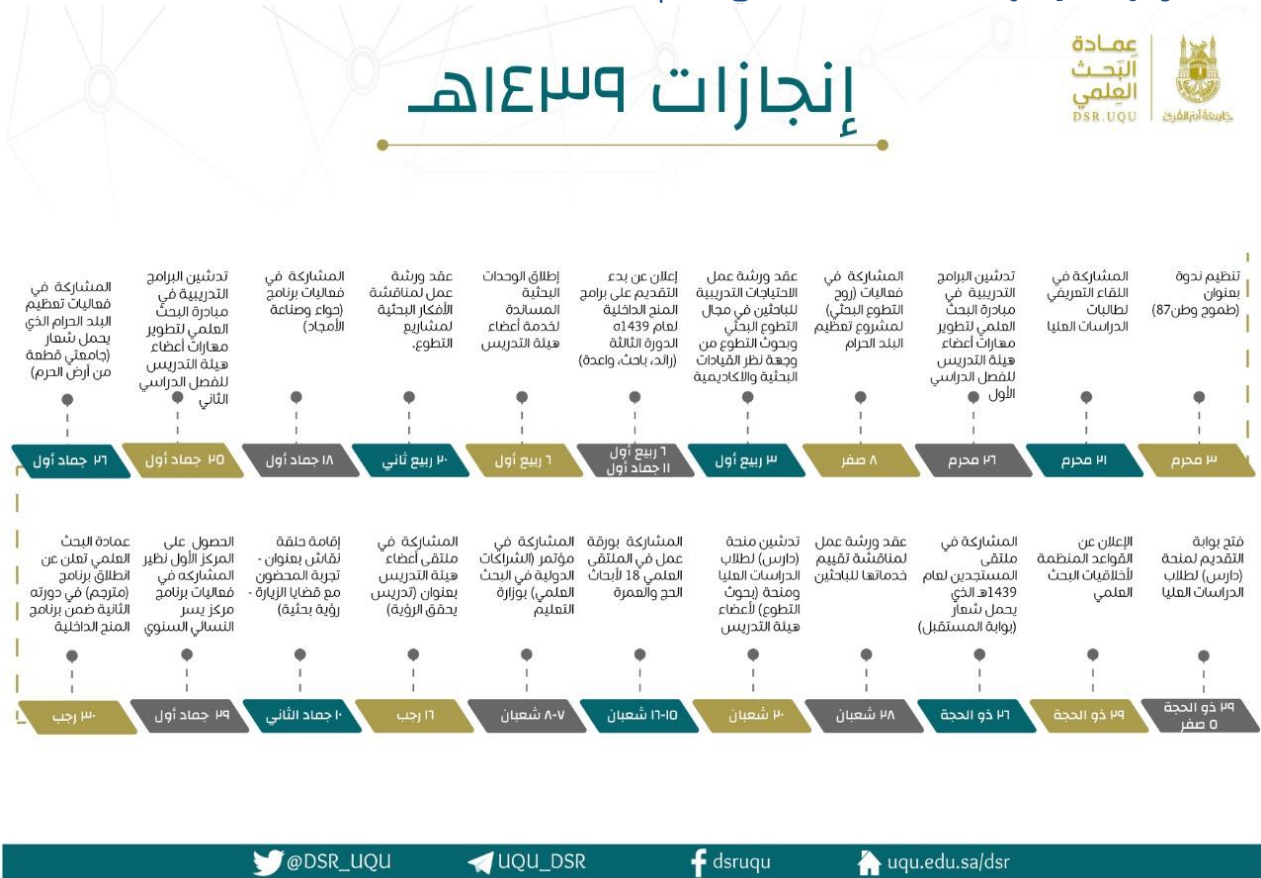 إنجازات ١٤٣٩هـ
عمادة
البَحث
العِلمي
DSR.UQU
جَامِعَةُ أُمّ القُرَىٰ
تنظيم ندوة
بعنوان
(طموح وطن87)
٣ محرم
المشاركة في
اللقاء التعريفي
لطالبات
الدراسات العليا
٢١ محرم
تدشين البرامج
التدريبية في
مبادرة البحث
العلمي لتطوير
مهارات أعضاء
هيئة التدريس
للفصل الدراسي
الأول
٢٦ محرم
المشاركة في
فعاليات (روح
التطوع البحثي)
لمشروع تعظيم
البلد الحرام
٨ صفر
عقد ورشة عمل
الاحتياجات التدريبية
للباحثين في مجال
التطوع البحثي
وبحوث التطوع من
وجهة نظر القيادات
البحثية والاكاديمية
٣ ربيع أول
إعلان عن بدء
التقديم على برامج
المنح الداخلية
لعام 1439ه
الدورة الثالثة
(رائد، باحث، واعدة)
٦ ربيع أول
١١ جماد أول
إطلاق الوحدات
البحثية
المساندة
لخدمة أعضاء
هيئة التدريس
٦ ربيع أول
عقد ورشة
عمل لمناقشة
الأفكار البحثية
لمشاريع
التطوع.
٢٠ ربيع ثاني
المشاركة في
فعاليات برنامج
(حواء وصناعة
الأمجاد)
١٨ جماد أول
تدشين البرامج
التدريبية في
مبادرة البحث
العلمي لتطوير
مهارات أعضاء
هيئة التدريس
للفصل الدراسي
الثاني
٢٥ جماد أول
المشاركة في
فعاليات تعظيم
البلد الحرام الذي
يحمل شعار
(جامعتي قطعة
من أرض الحرم)
٢٦ جماد أول
فتح بوابة
التقديم لمنحة
(دارس) لطلاب
الدراسات العليا
٢٩ ذو الحجة
٥ صفر
الإعلان عن
القواعد المنظمة
لأخلاقيات البحث
العلمي
٢٩ ذو الحجة
المشاركة في
ملتقى
المستجدين لعام
1439هـ الذي
يحمل شعار
(بوابة المستقبل)
٢٦ ذو الحجة
عقد ورشة عمل
لمناقشة تقييم
خدماتها للباحثين
٢٨ شعبان
تدشين منحة
(دارس) لطلاب
الدراسات العليا
ومنحة (بحوث
التطوع) لأعضاء
هيئة التدريس
٢٠ شعبان
المشاركة بورقة
عمل في الملتقى
العلمي 18 لأبحاث
الحج والعمرة
١٥-١٦ شعبان
المشاركة في
مؤتمر (الشراكات
الدولية في البحث
العلمي) بوزارة
التعليم
٧-٨ شعبان
المشاركة في
ملتقى أعضاء
هيئة التدريس
بعنوان (تدريس
يحقق الرؤية)
١٦ رجب
إقامة حلقة
نقاش بعنوان -
تجربة المحضون
مع قضايا الزيارة -
رؤية بحثية)
١٠ جماد الثاني
الحصول على
المركز الأول نظير
المشاركه في
فعاليات برنامج
مركز يسر
النسائي السنوي
٢٩ جماد أول
عمادة البحث
العلمي تعلن عن
انطلاق برنامج
(مترجم) في دورته
الثانية ضمن برنامج
المنح الداخلية
٣٠ رجب
@DSR_UQU
UQU_DSR
dsruqu
uqu.edu.sa/dsr